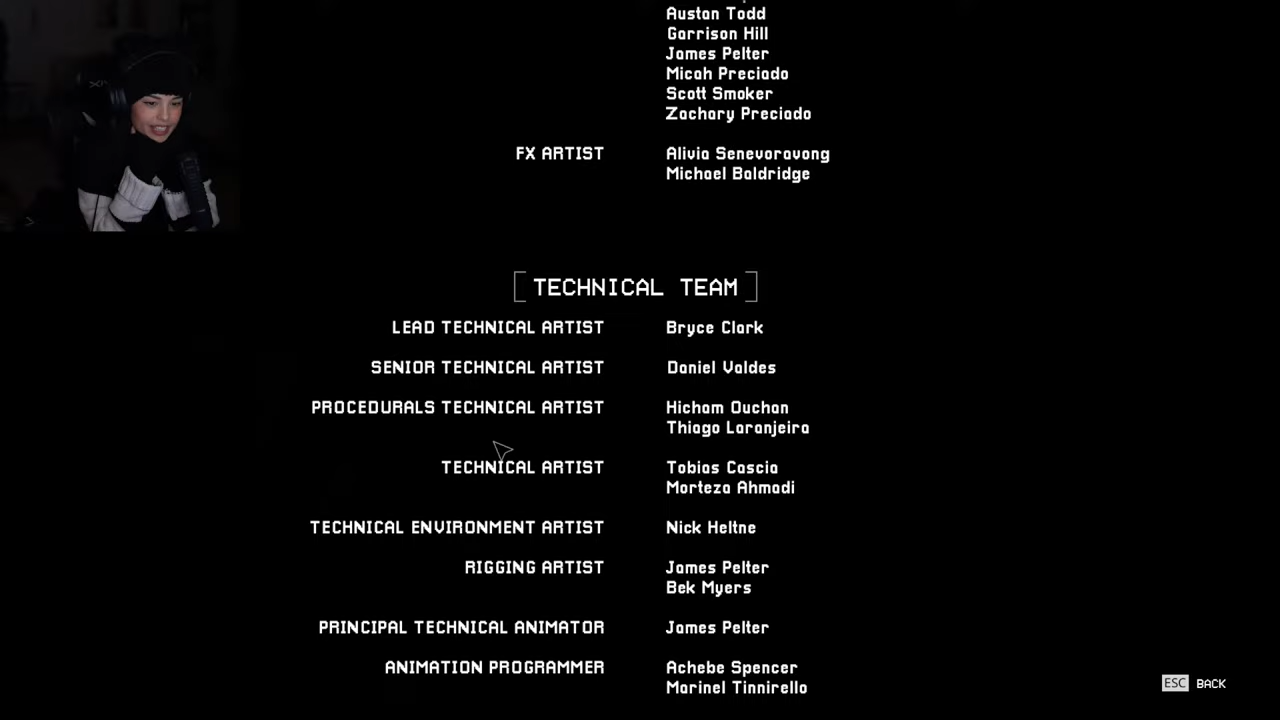 Austan Todd
Garrison Hill
James Pelter
Micah Preciado
Scott Smoker
Zachary Preciado
FX ARTIST Alivia Senevoravong
Michael Baldridge
TECHNICAL TEAM
LEAD TECHNICAL ARTIST Bryce Clark
SENIOR TECHNICAL ARTIST Daniel Valdes
PROCEDURALS TECHNICAL ARTIST Hicham Ouchan
Thiago Laranjeira
TECHNICAL ARTIST Tobias Cascia
Morteza Ahmadi
TECHNICAL ENVIRONMENT ARTIST Nick Heltne
RIGGING ARTIST James Pelter
Bek Myers
PRINCIPAL TECHNICAL ANIMATOR James Pelter
ANIMATION PROGRAMMER Achebe Spencer
Marinel Tinnirello
ESC BACK